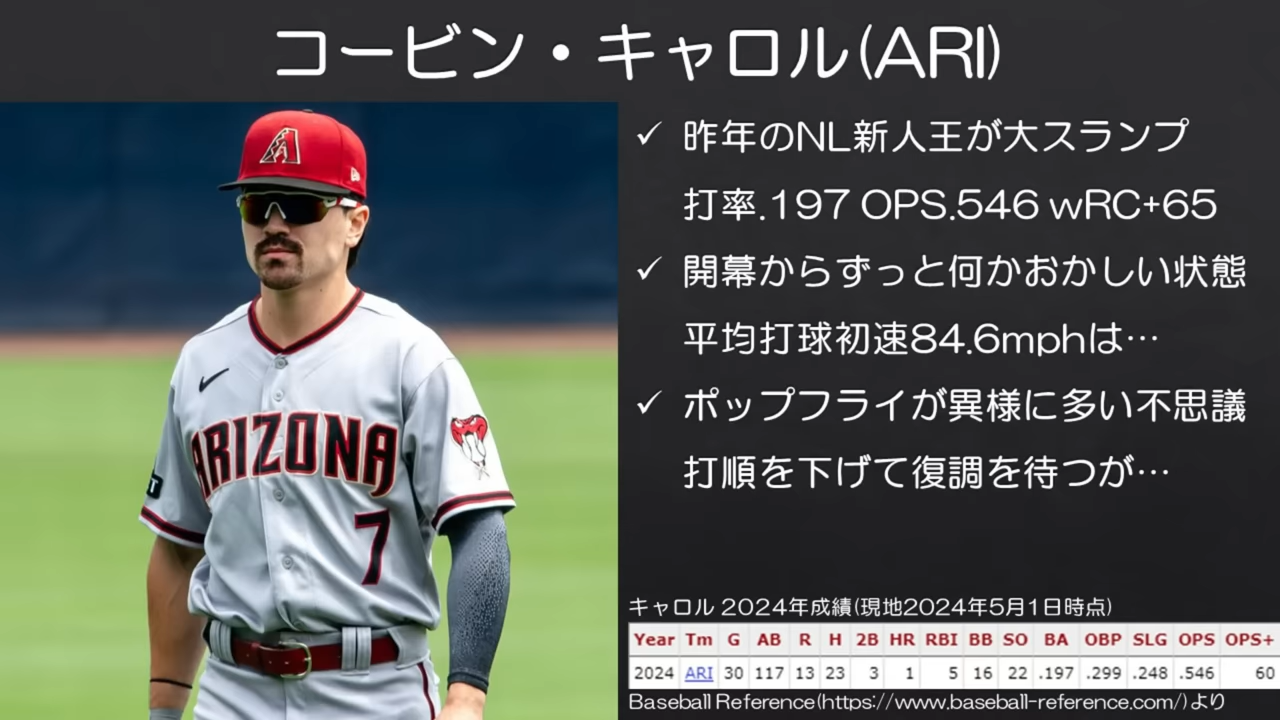 コービン・キャロル(ARI)
✓ 昨年のNL新人王が大スランプ
打率.197 OPS.546 wRC+65
✓ 開幕からずっと何かおかしい状態
平均打球初速84.6mphは…
✓ ポップフライが異様に多い不思議
打順を下げて復調を待つが…
ARIZONA
7
キャロル 2024年成績(現地2024年5月1日時点)
Year Tm G AB R H 2B HR RBI BB SO BA OBP SLG OPS OPS+
2024 ARI 30 117 13 23 3 1 5 16 22 .197 .299 .248 .546 60
Baseball Reference(https://www.baseball-reference.com/)より